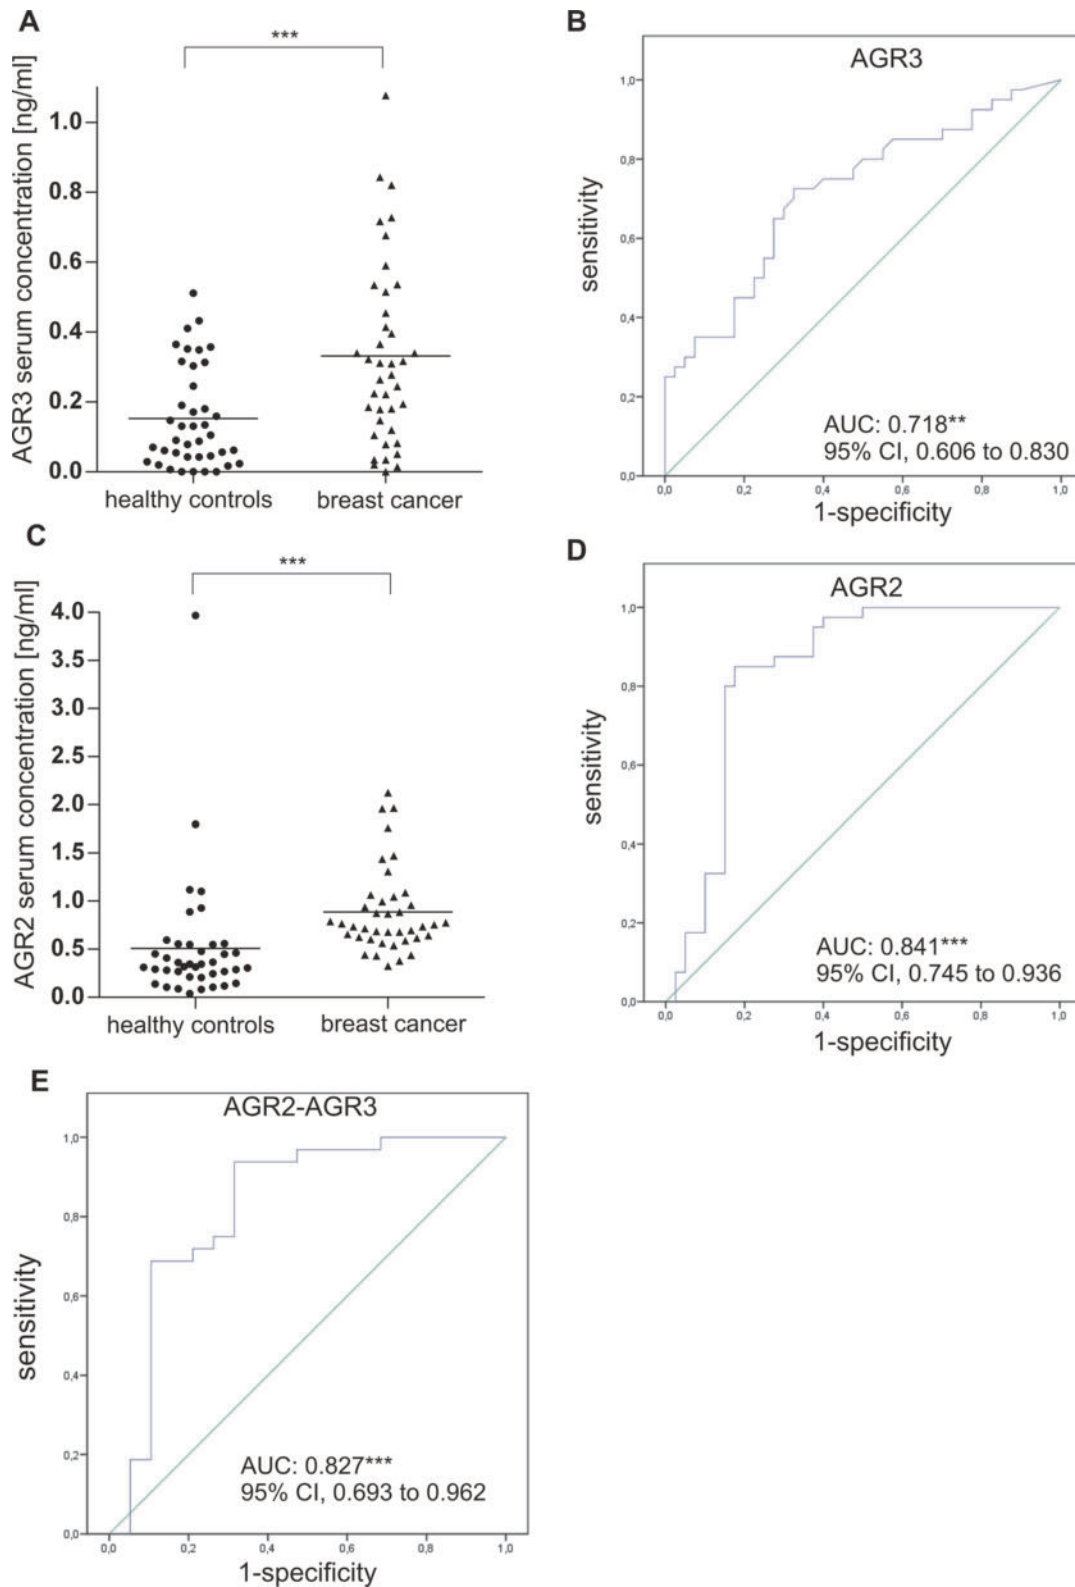 A
***
AGR3 serum concentration [ng/ml]
1.0
0.8
0.6
0.4
0.2
0.0
healthy controls
breast cancer
B
AGR3
sensitivity
1,0
0,8
0,6
0,4
0,2
0,0
AUC: 0.718**
95% CI, 0.606 to 0.830
0,0 0,2 0,4 0,6 0,8 1,0
1-specificity
C
***
AGR2 serum concentration [ng/ml]
4.0
3.5
3.0
2.5
2.0
1.5
1.0
0.5
0.0
healthy controls
breast cancer
D
AGR2
sensitivity
1,0
0,8
0,6
0,4
0,2
0,0
AUC: 0.841***
95% CI, 0.745 to 0.936
0,0 0,2 0,4 0,6 0,8 1,0
1-specificity
E
AGR2-AGR3
sensitivity
1,0
0,8
0,6
0,4
0,2
0,0
AUC: 0.827***
95% CI, 0.693 to 0.962
0,0 0,2 0,4 0,6 0,8 1,0
1-specificity